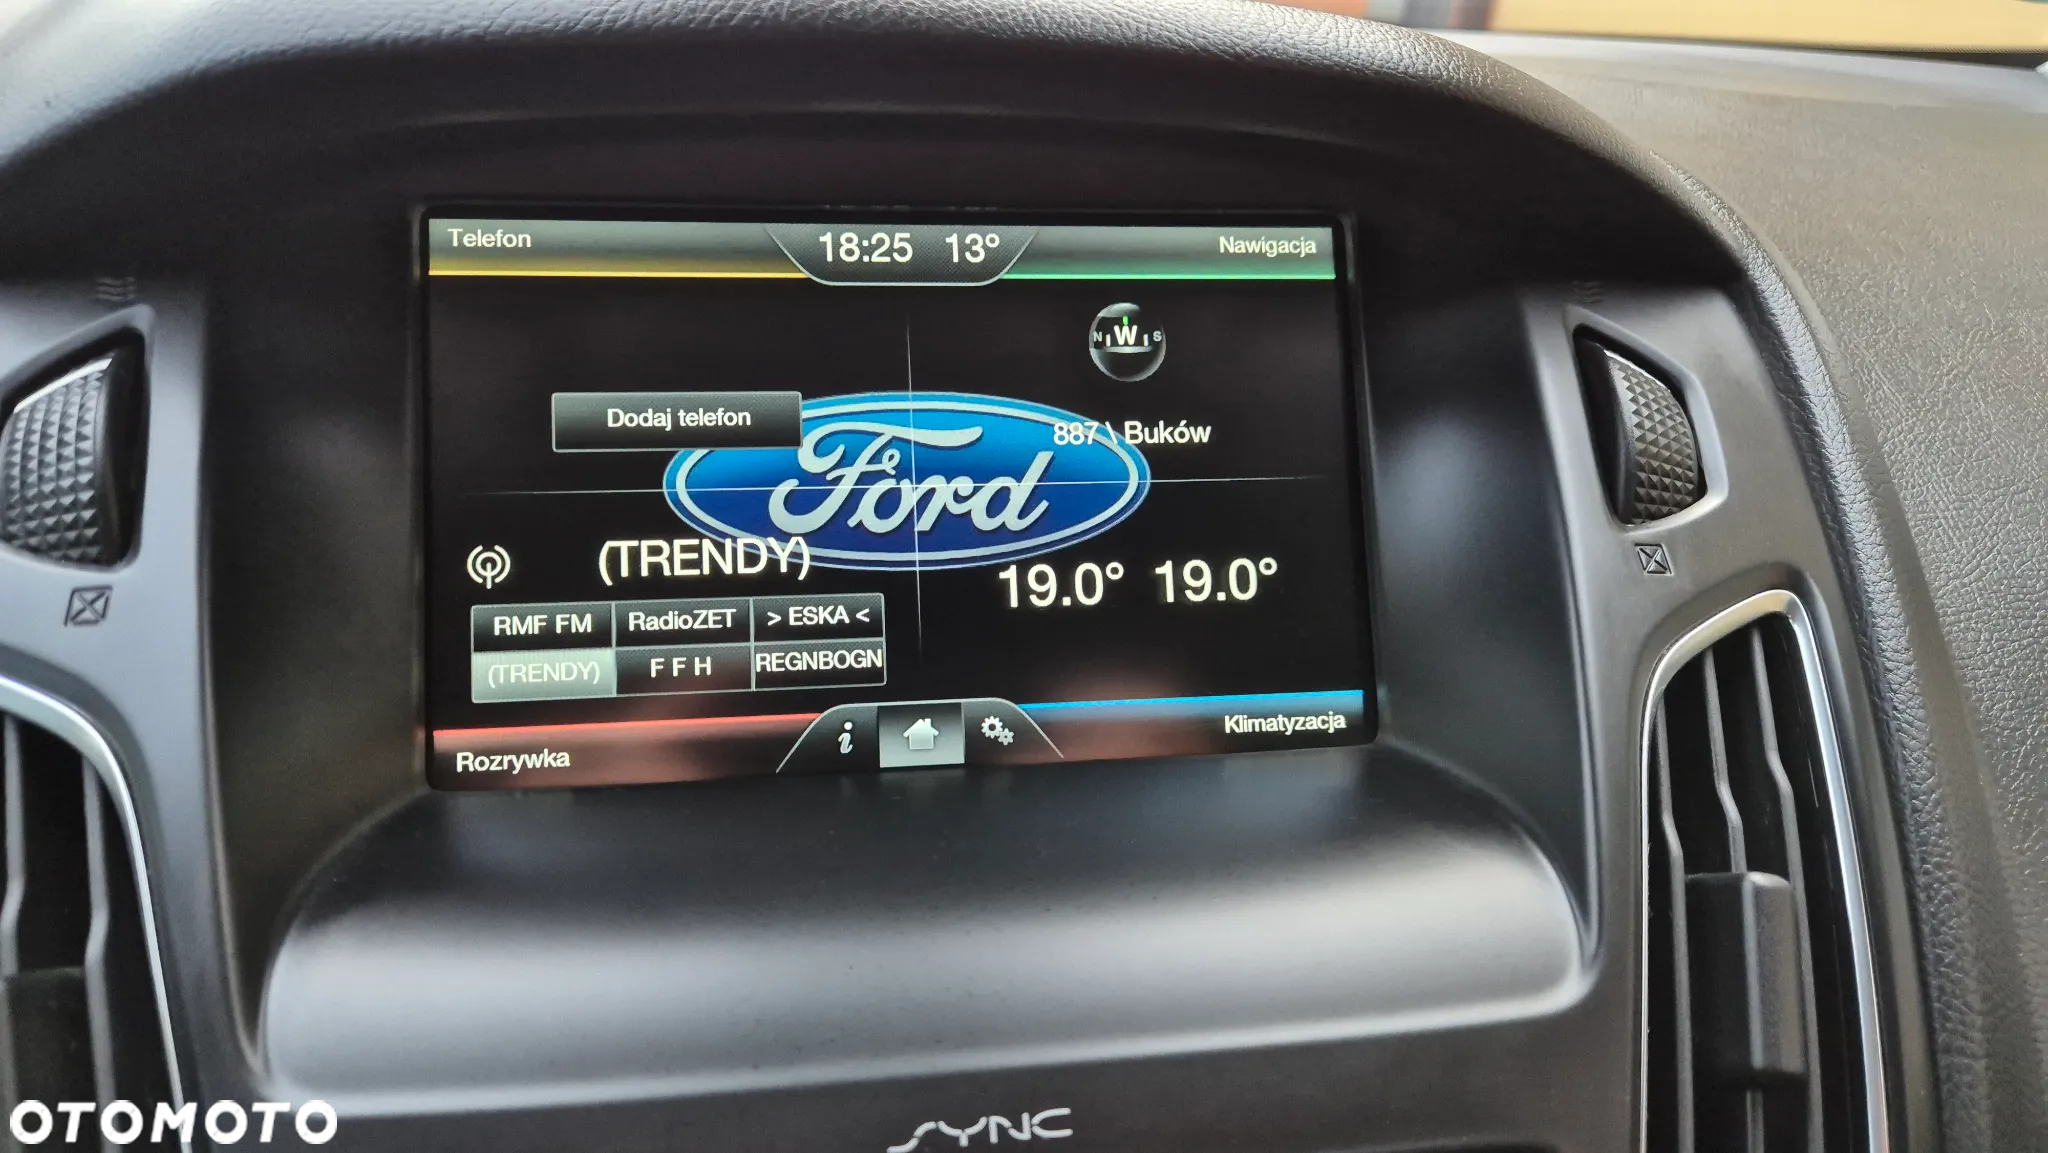 Telefon
18:25 13°
Nawigacja
N W S
Dodaj telefon
887 \ Buków
Ford
(TRENDY)
19.0° 19.0°
RMF FM
RadioZET
> ESKA <
(TRENDY)
F F H
REGNBOGN
Rozrywka
i
Klimatyzacja
SYNC
OTOMOTO